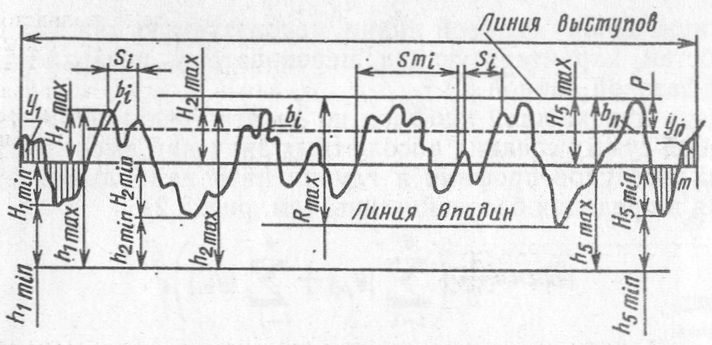 Линия выступов
Si
Smi
Si
y1
H1 max
bi
H2 max
bi
H5 max
p
bn
yn
H1 min
H2 min
Rmax
m
H5 min
Линия впадин
h1 min
h1 max
h2 min
h2 max
h5 max
h5 min